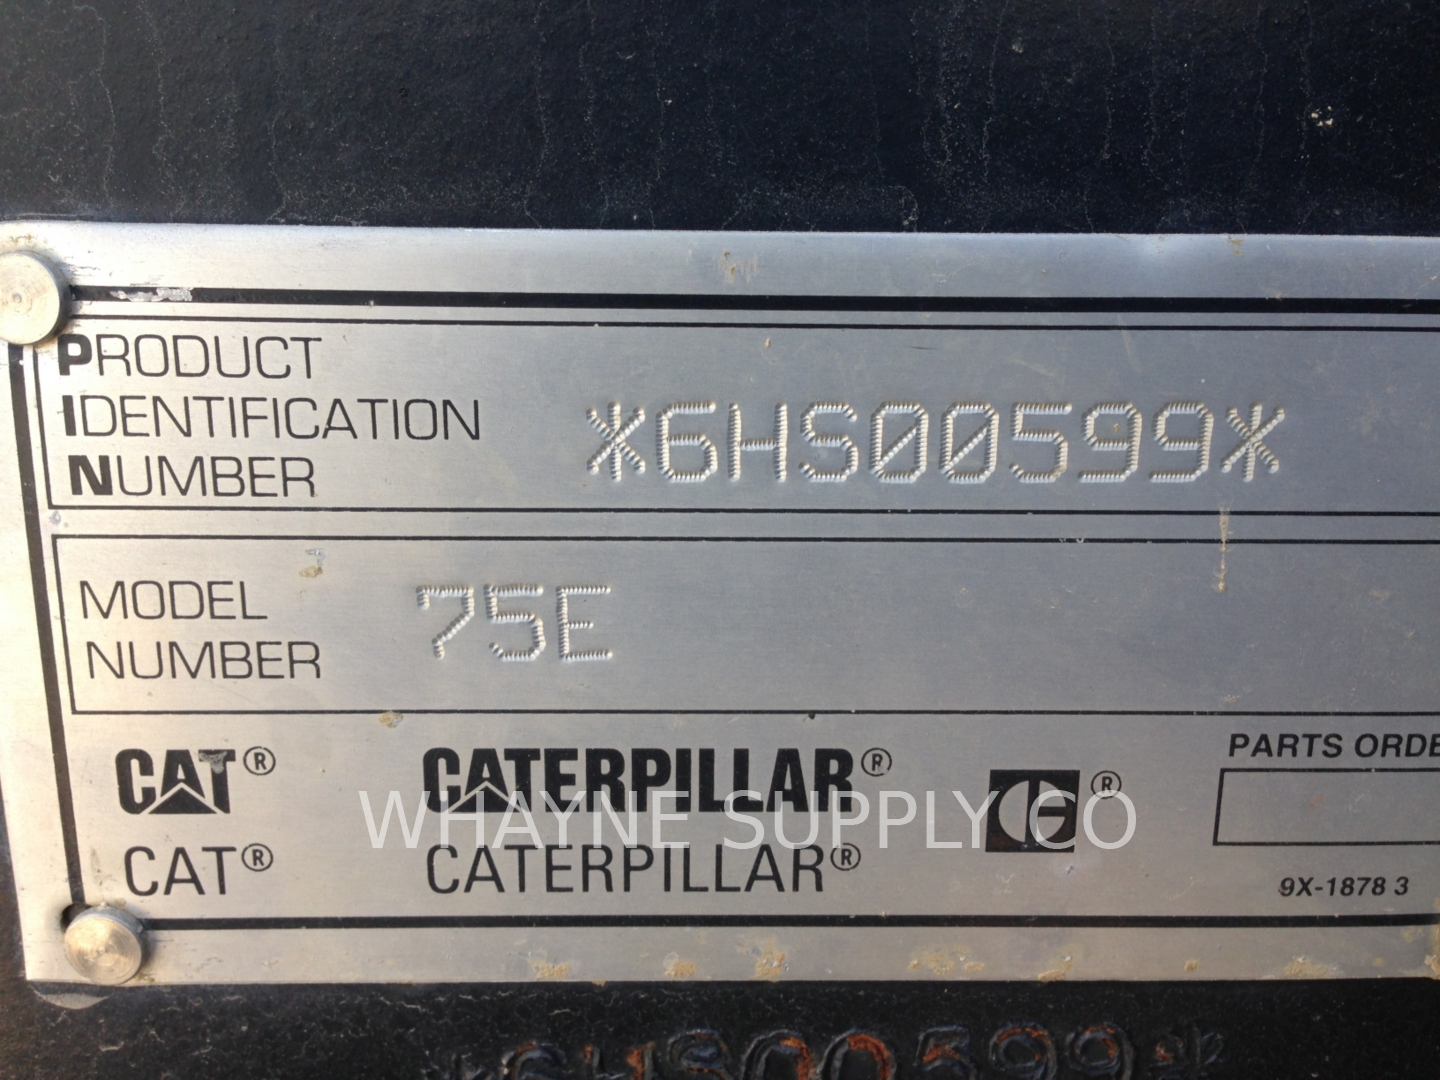 PRODUCT
IDENTIFICATION
NUMBER
*6HS00599*
MODEL
NUMBER
75E
CAT® CATERPILLAR® ®
PARTS ORDE
WHAYNE SUPPLY CO
CAT® CATERPILLAR®
9X-1878 3
*6HS00599*